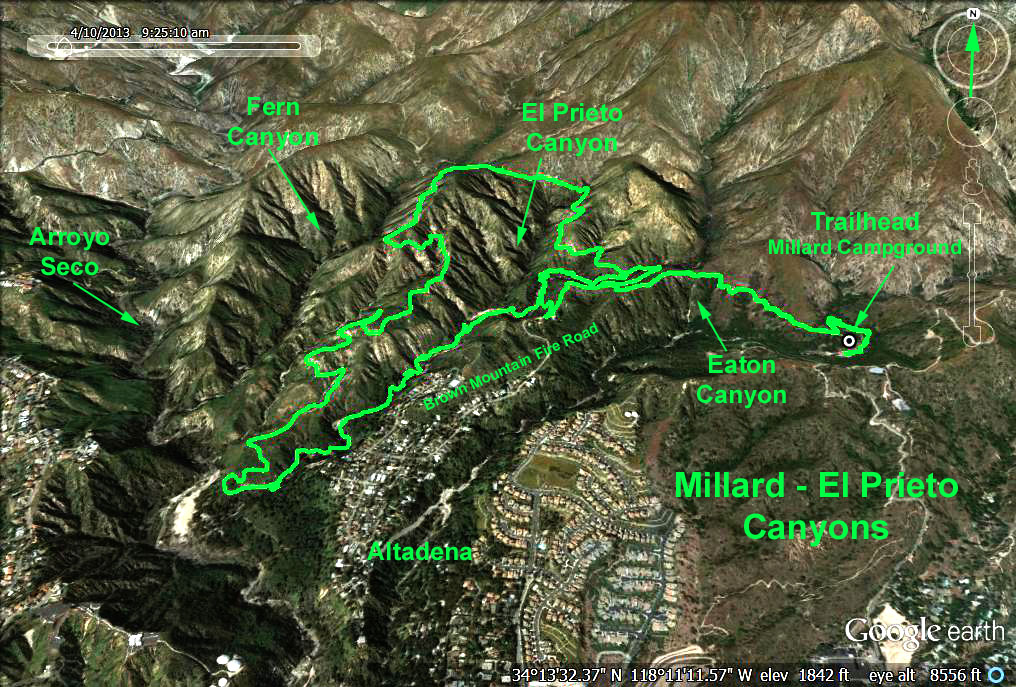 4/10/2013 9:25:10 am
N
Fern
Canyon
El Prieto
Canyon
Arroyo
Seco
Trailhead
Millard Campground
Brown Mountain Fire Road
Eaton
Canyon
Millard - El Prieto
Canyons
Altadena
Google earth
34°13'32.37" N 118°11'11.57" W elev 1842 ft eye alt 8556 ft